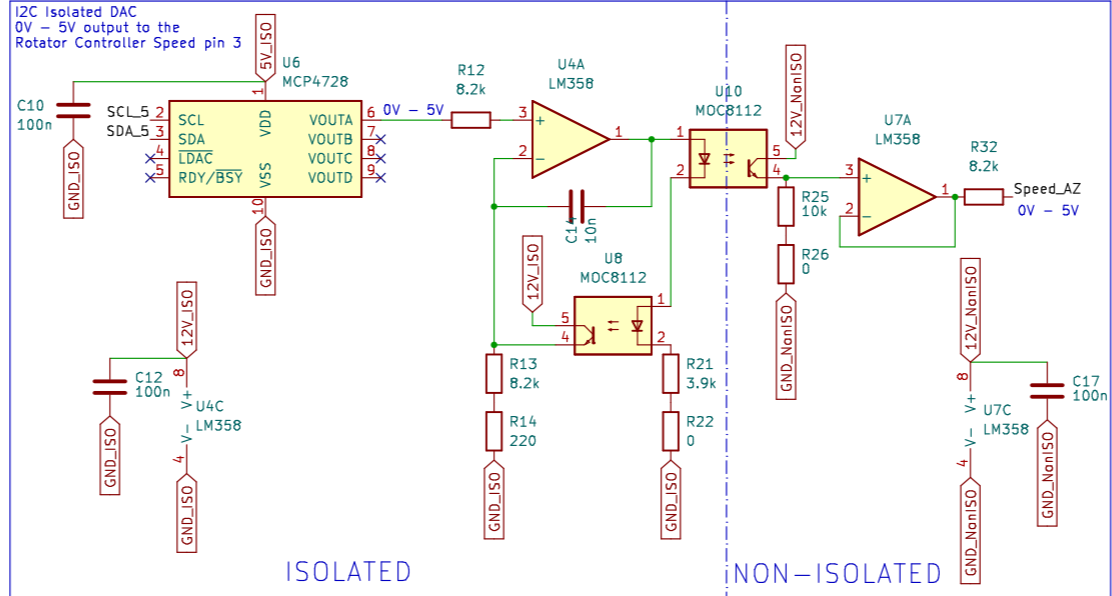 I2C Isolated DAC
0V - 5V output to the
Rotator Controller Speed pin 3
5V_ISO
U6
MCP4728
C10
100n
GND_ISO
SCL_5
SDA_5
2 SCL
3 SDA
4 LDAC
5 RDY/BSY
1 VDD
VSS 10
VOUTA 6
VOUTB 7
VOUTC 8
VOUTD 9
GND_ISO
0V - 5V
R12
8.2k
U4A
LM358
3 +
2 -
1
C14
10n
U10
MOC8112
1
2
5
4
12V_NonISO
R25
10k
R26
0
GND_NonISO
U7A
LM358
3 +
2 -
1
R32
8.2k
Speed_AZ
0V - 5V
12V_ISO
U8
MOC8112
5
4
1
2
R13
8.2k
R14
220
GND_ISO
R21
3.9k
R22
0
GND_ISO
12V_ISO
C12
100n
GND_ISO
8
V+
U4C
LM358
V-
4
GND_ISO
12V_NonISO
8
V+
U7C
LM358
V-
4
GND_NonISO
C17
100n
GND_NonISO
ISOLATED
NON-ISOLATED